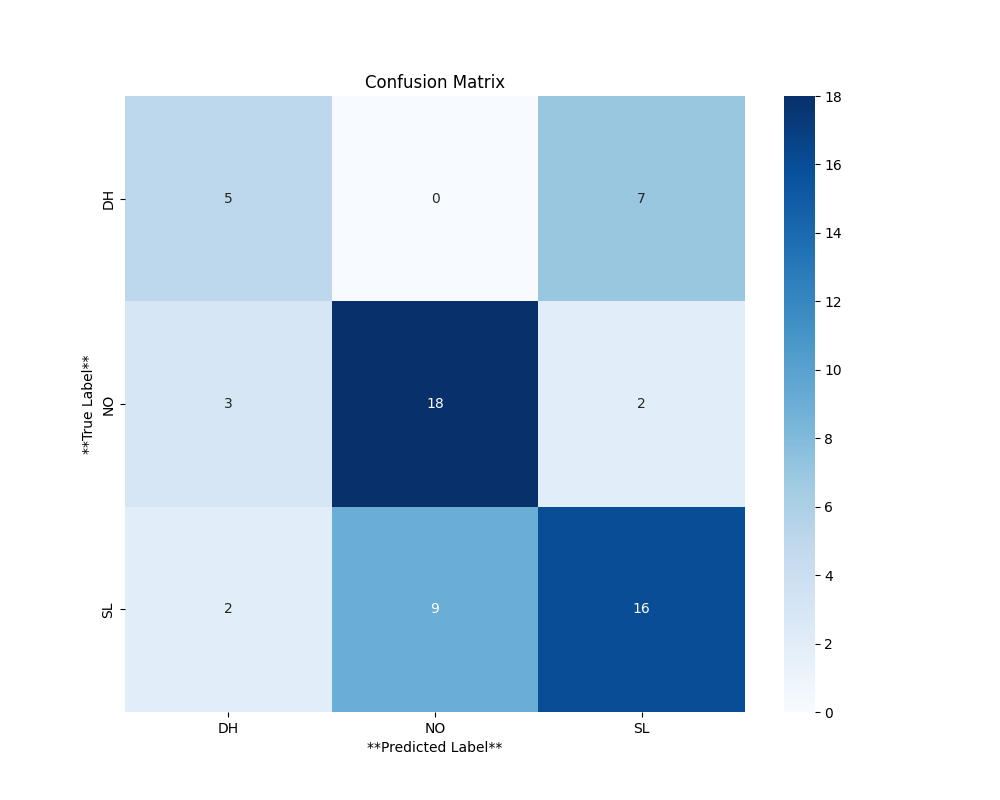 Confusion Matrix
**True Label**
DH
5
0
7
NO
3
18
2
SL
2
9
16
DH
NO
SL
**Predicted Label**
18
16
14
12
10
8
6
4
2
0